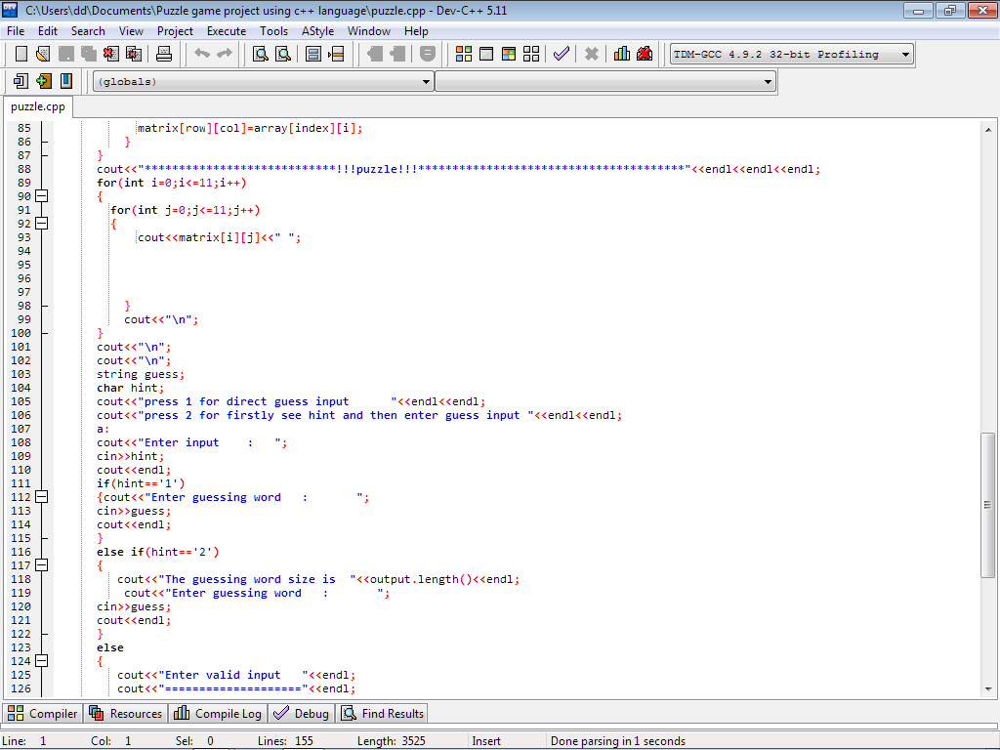 C:\Users\dd\Documents\Puzzle game project using c++ language\puzzle.cpp - Dev-C++ 5.11
File Edit Search View Project Execute Tools AStyle Window Help
TDM-GCC 4.9.2 32-bit Profiling
(globals)
puzzle.cpp
85 matrix[row][col]=array[index][i];
86 }
87 }
88 cout<<"****************************!!!puzzle!!!***************************************"<<endl<<endl<<endl;
89 for(int i=0;i<=11;i++)
90 {
91 for(int j=0;j<=11;j++)
92 {
93 cout<<matrix[i][j]<<" ";
94
95
96
97
98 }
99 cout<<"\n";
100 }
101 cout<<"\n";
102 cout<<"\n";
103 string guess;
104 char hint;
105 cout<<"press 1 for direct guess input      "<<endl<<endl;
106 cout<<"press 2 for firstly see hint and then enter guess input "<<endl<<endl;
107 a:
108 cout<<"Enter input    :   ";
109 cin>>hint;
110 cout<<endl;
111 if(hint=='1')
112 {cout<<"Enter guessing word   :       ";
113 cin>>guess;
114 cout<<endl;
115 }
116 else if(hint=='2')
117 {
118 cout<<"The guessing word size is  "<<output.length()<<endl;
119 cout<<"Enter guessing word   :       ";
120 cin>>guess;
121 cout<<endl;
122 }
123 else
124 {
125 cout<<"Enter valid input   "<<endl;
126 cout<<"===================="<<endl;
Compiler Resources Compile Log Debug Find Results
Line: 1 Col: 1 Sel: 0 Lines: 155 Length: 3525 Insert Done parsing in 1 seconds